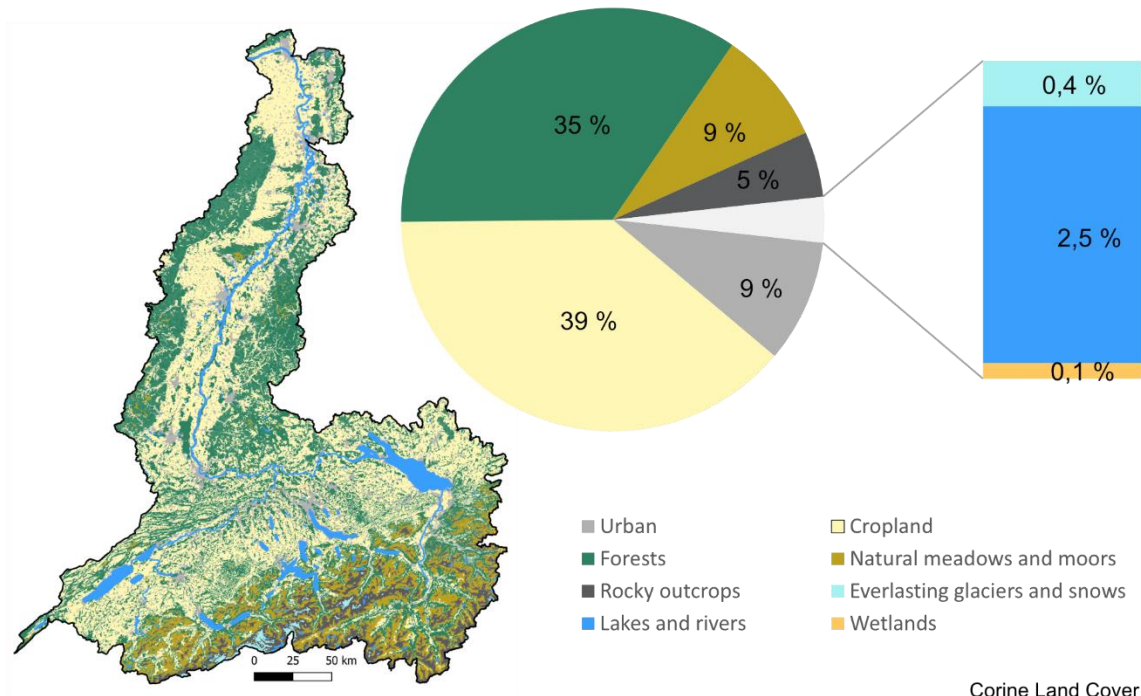 35 %
9 %
5 %
9 %
39 %
0,4 %
2,5 %
0,1 %
Urban
Cropland
Forests
Natural meadows and moors
Rocky outcrops
Everlasting glaciers and snows
Lakes and rivers
Wetlands
0 25 50 km
Corine Land Cover